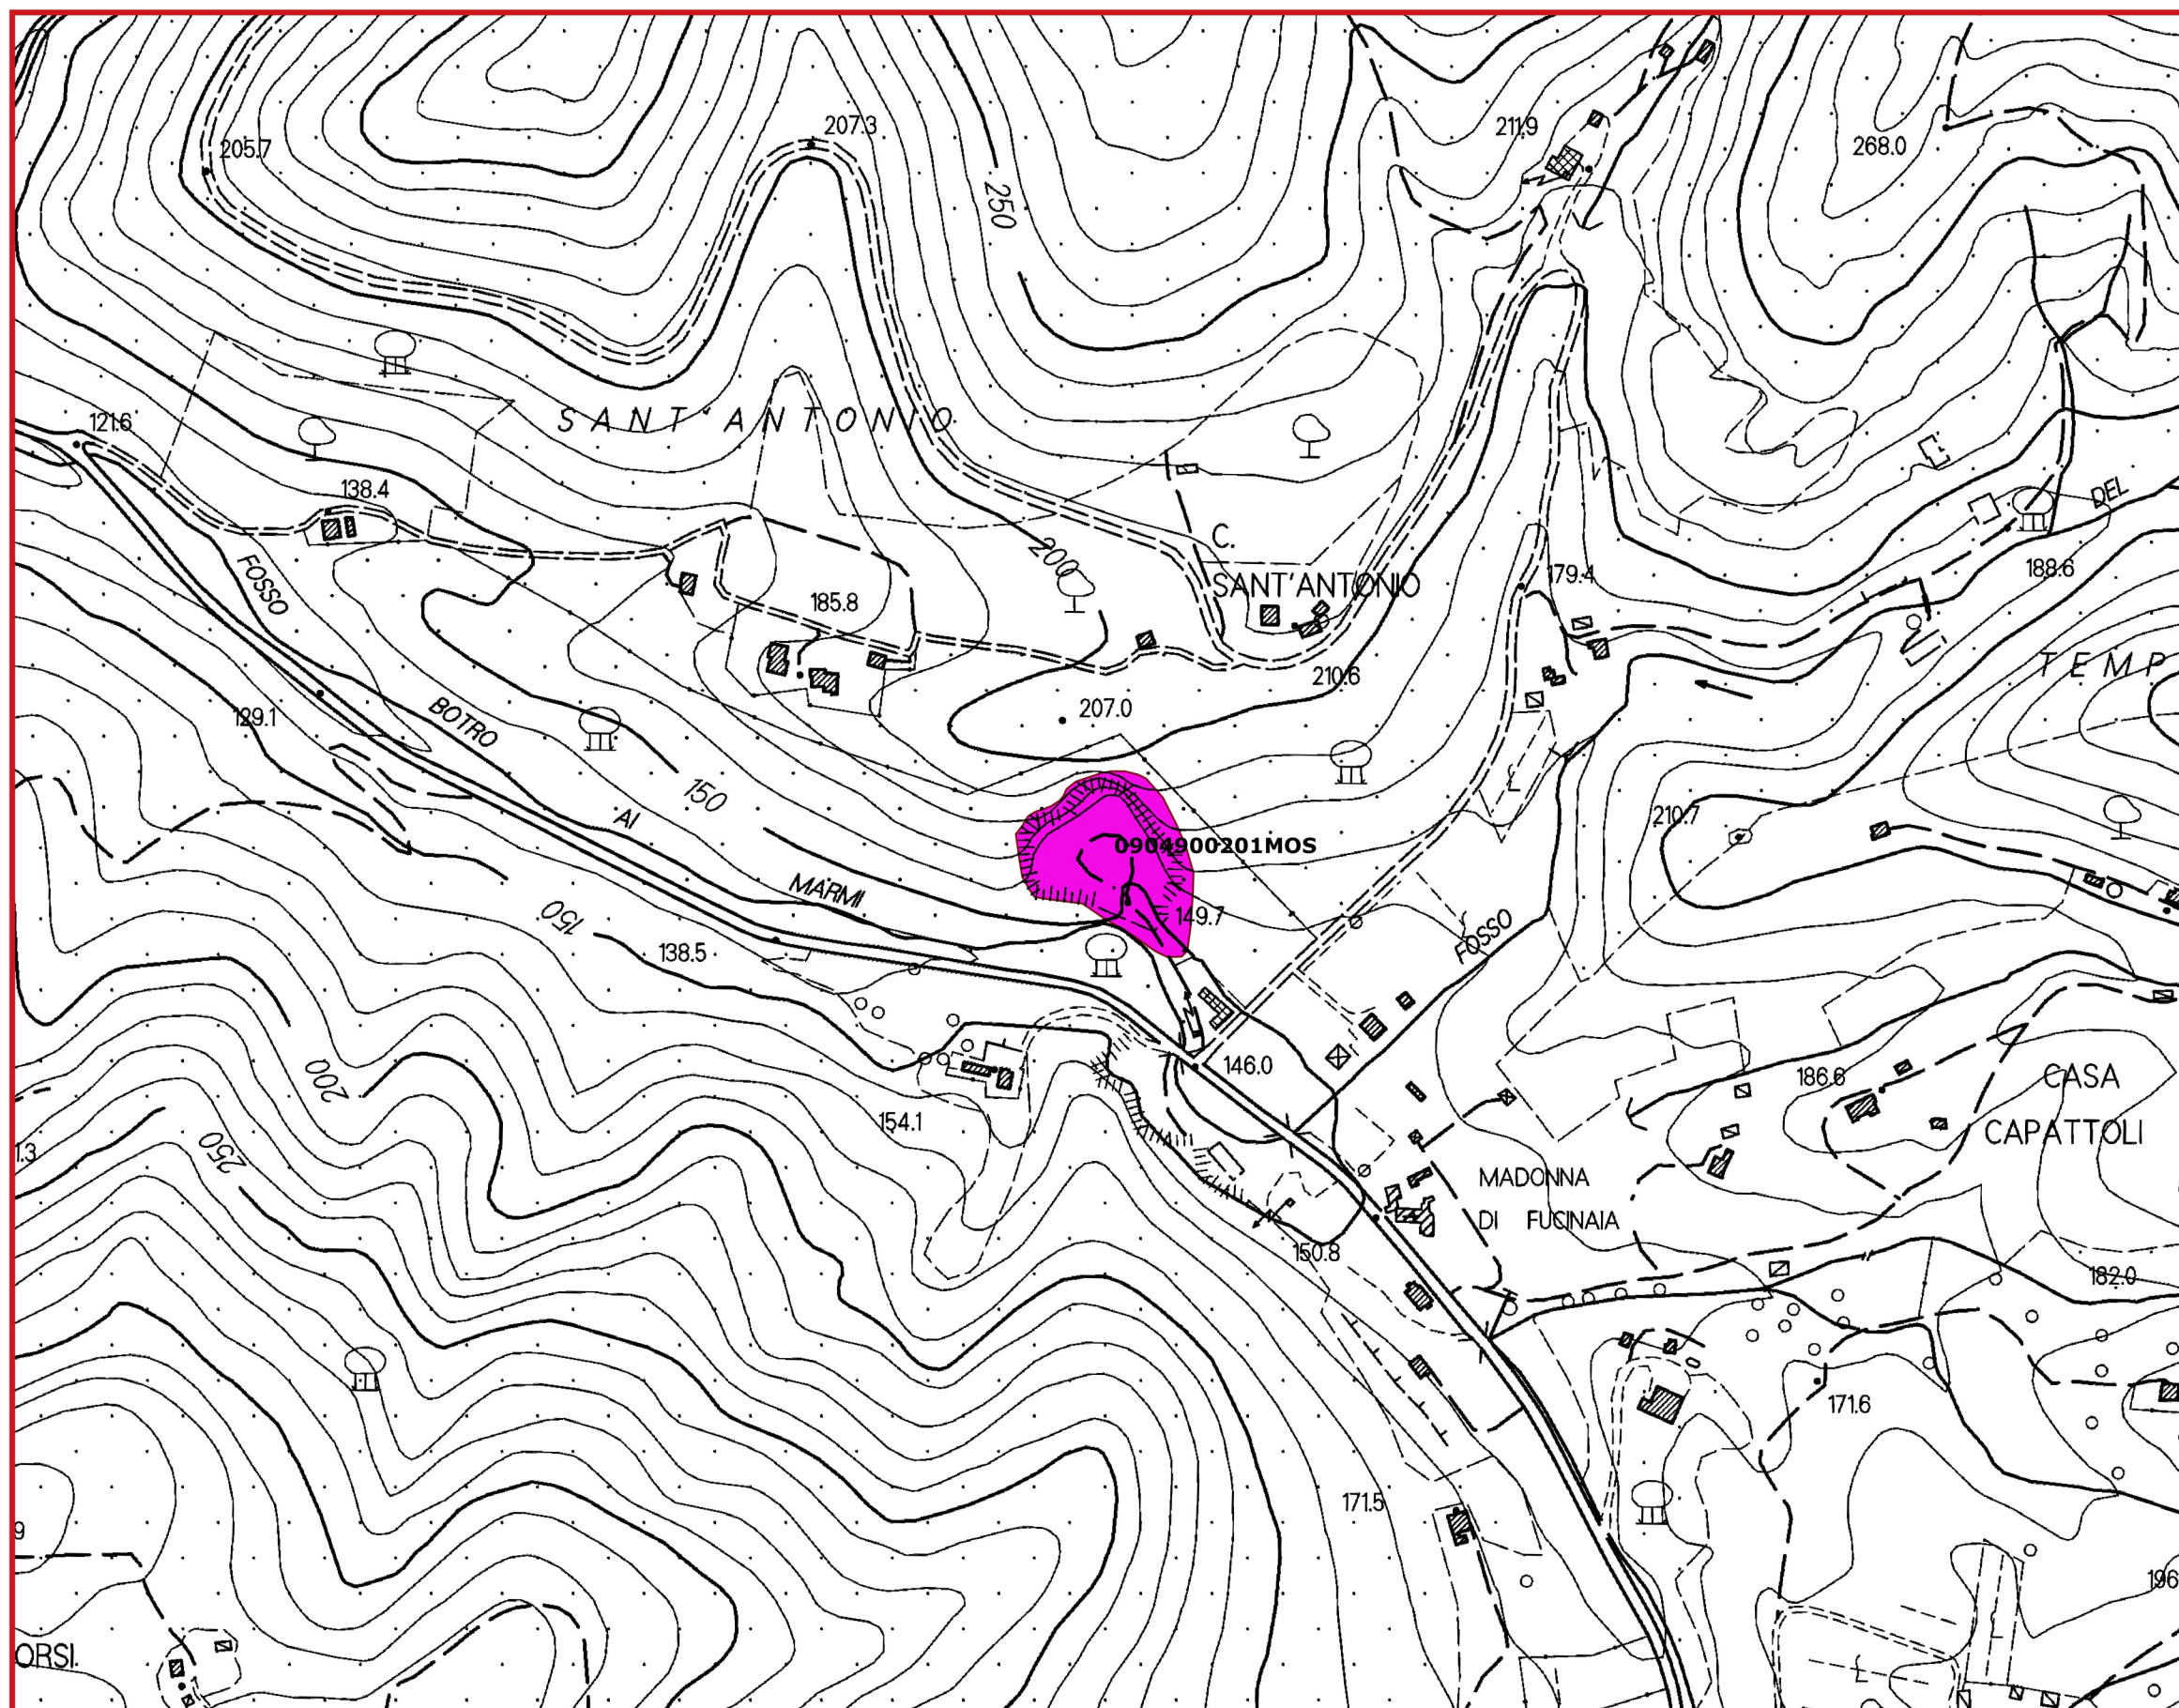 207.3
211.9
268.0
205.7
250
121.6
SANT'ANTONIO
138.4
DEL
C.
SANT'ANTONIO
200
179.4
188.6
FOSSO
185.8
210.6
TEMP
129.1
BOTRO
207.0
150
AI
210.7
0904900201MOS
MARMI
149.7
150
138.5
FOSSO
200
146.0
186.6
CASA
CAPATTOLI
154.1
250
1.3
MADONNA
DI FUCINAIA
150.8
182.0
171.6
171.5
9
196
ORSI